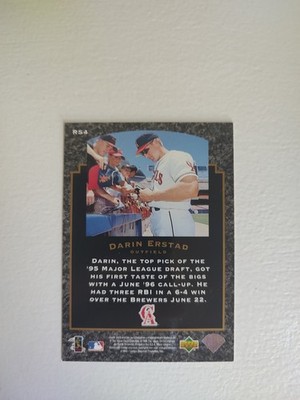 RS4
DARIN ERSTAD
OUTFIELD
DARIN, THE TOP PICK OF THE
'95 MAJOR LEAGUE DRAFT, GOT
HIS FIRST TASTE OF THE BIGS
WITH A JUNE '96 CALL-UP. HE
HAD THREE RBI IN A 6-4 WIN
OVER THE BREWERS JUNE 22.